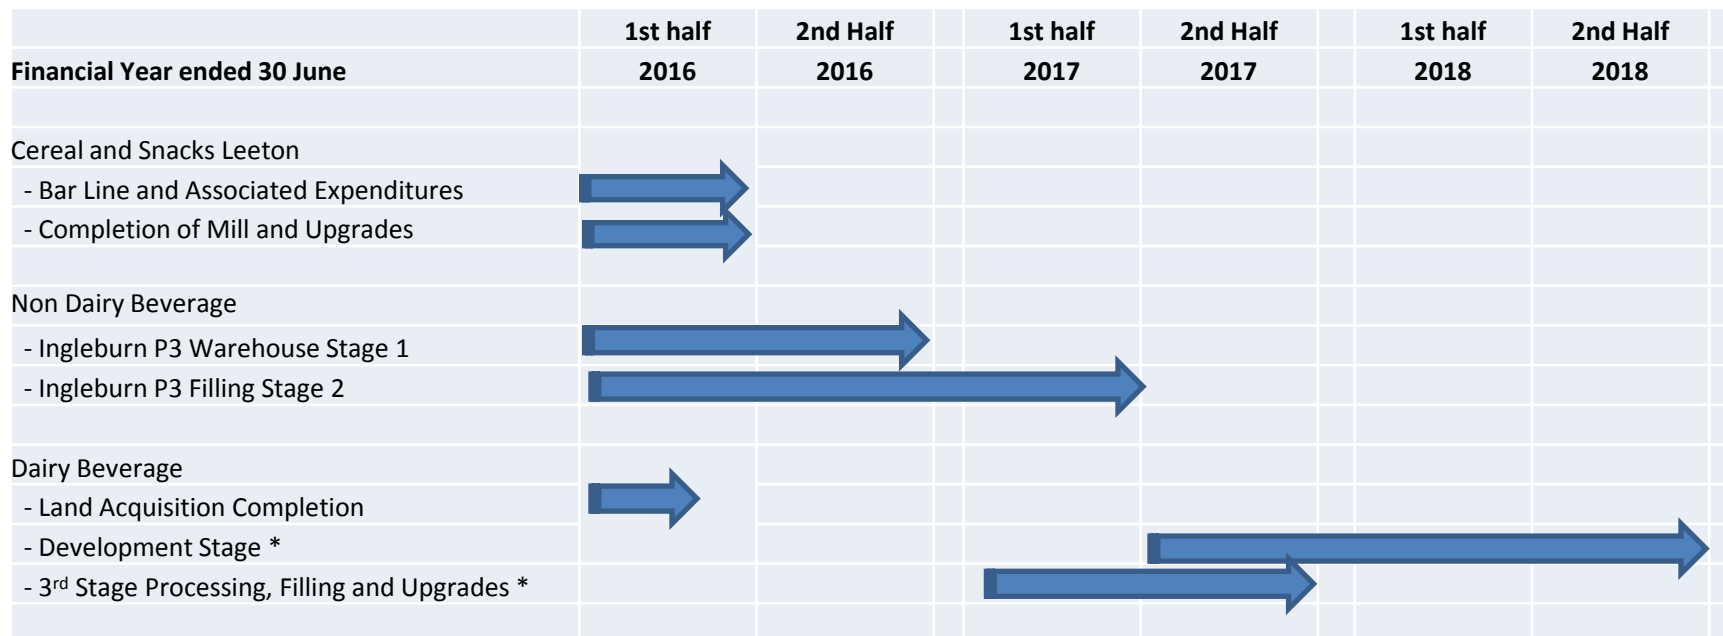 1st half 2nd Half 1st half 2nd Half 1st half 2nd Half
Financial Year ended 30 June 2016 2016 2017 2017 2018 2018
Cereal and Snacks Leeton
- Bar Line and Associated Expenditures
- Completion of Mill and Upgrades
Non Dairy Beverage
- Ingleburn P3 Warehouse Stage 1
- Ingleburn P3 Filling Stage 2
Dairy Beverage
- Land Acquisition Completion
- Development Stage *
- 3rd Stage Processing, Filling and Upgrades *